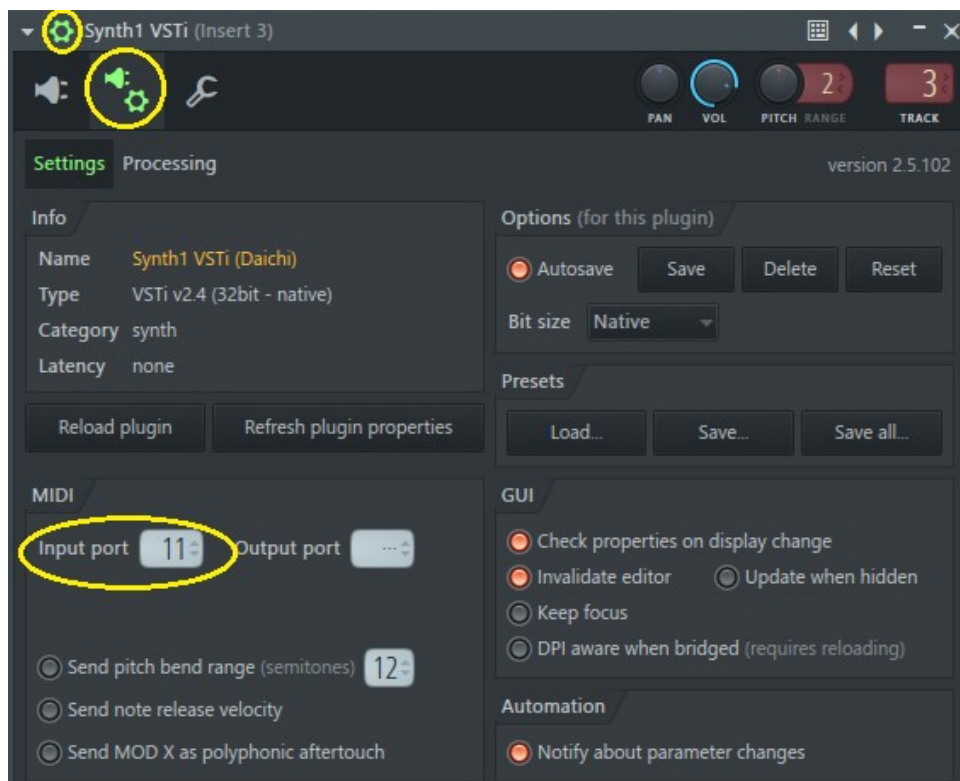 Synth1 VSTi (Insert 3)
2
3
PAN VOL PITCH RANGE TRACK
Settings Processing
version 2.5.102
Info
Name Synth1 VSTi (Daichi)
Type VSTi v2.4 (32bit - native)
Category synth
Latency none
Reload plugin Refresh plugin properties
Options (for this plugin)
Autosave Save Delete Reset
Bit size Native
Presets
Load... Save... Save all...
MIDI
Input port 11 Output port ---
Send pitch bend range (semitones) 12
Send note release velocity
Send MOD X as polyphonic aftertouch
GUI
Check properties on display change
Invalidate editor Update when hidden
Keep focus
DPI aware when bridged (requires reloading)
Automation
Notify about parameter changes